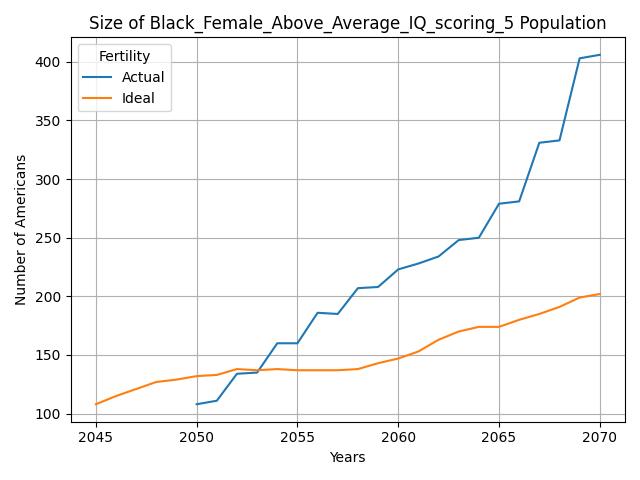 Size of Black_Female_Above_Average_IQ_scoring_5 Population
Fertility
Actual
Ideal
Number of Americans
400
350
300
250
200
150
100
2045
2050
2055
2060
2065
2070
Years